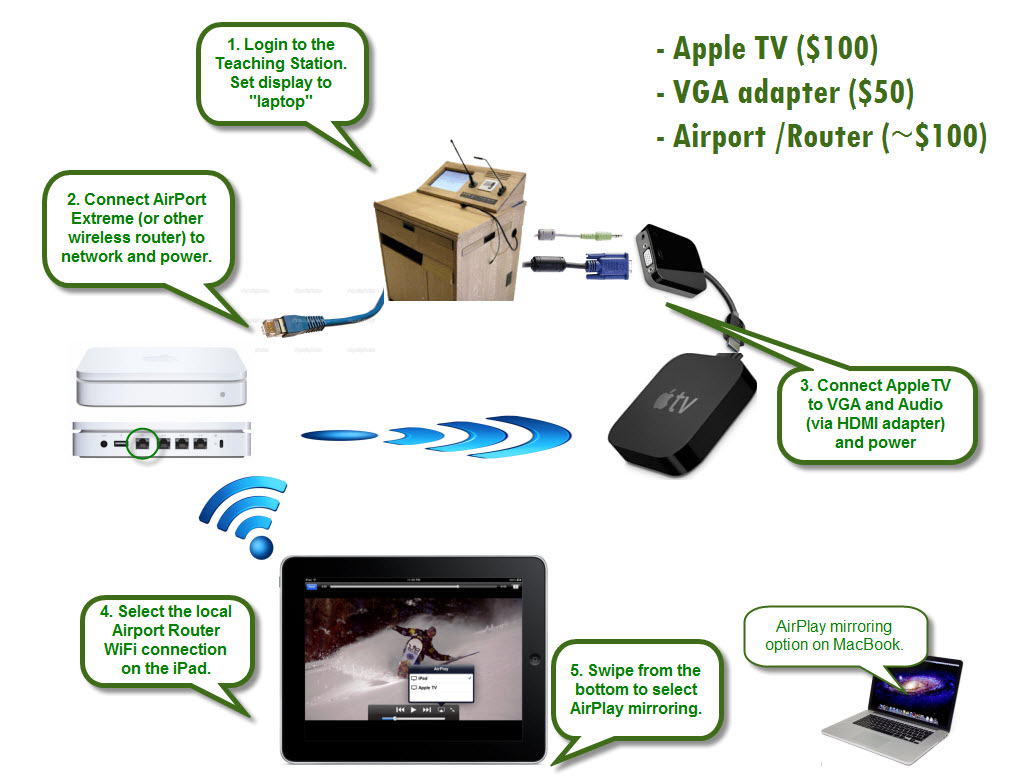 1. Login to the
Teaching Station.
Set display to
"laptop"
- Apple TV ($100)
- VGA adapter ($50)
- Airport /Router (~$100)
2. Connect AirPort
Extreme (or other
wireless router) to
network and power.
tv
3. Connect AppleTV
to VGA and Audio
(via HDMI adapter)
and power
4. Select the local
Airport Router
WiFi connection
on the iPad.
AirPlay
iPad
Apple TV
5. Swipe from the
bottom to select
AirPlay mirroring.
AirPlay mirroring
option on MacBook.